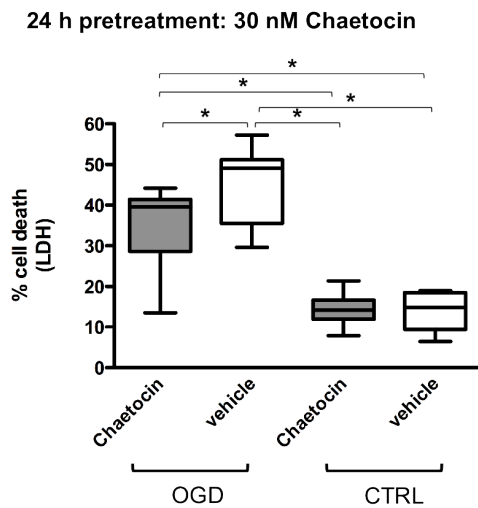 24 h pretreatment: 30 nM Chaetocin
*
*
*
*
*
% cell death
(LDH)
60
50
40
30
20
10
0
Chaetocin
vehicle
Chaetocin
vehicle
OGD
CTRL